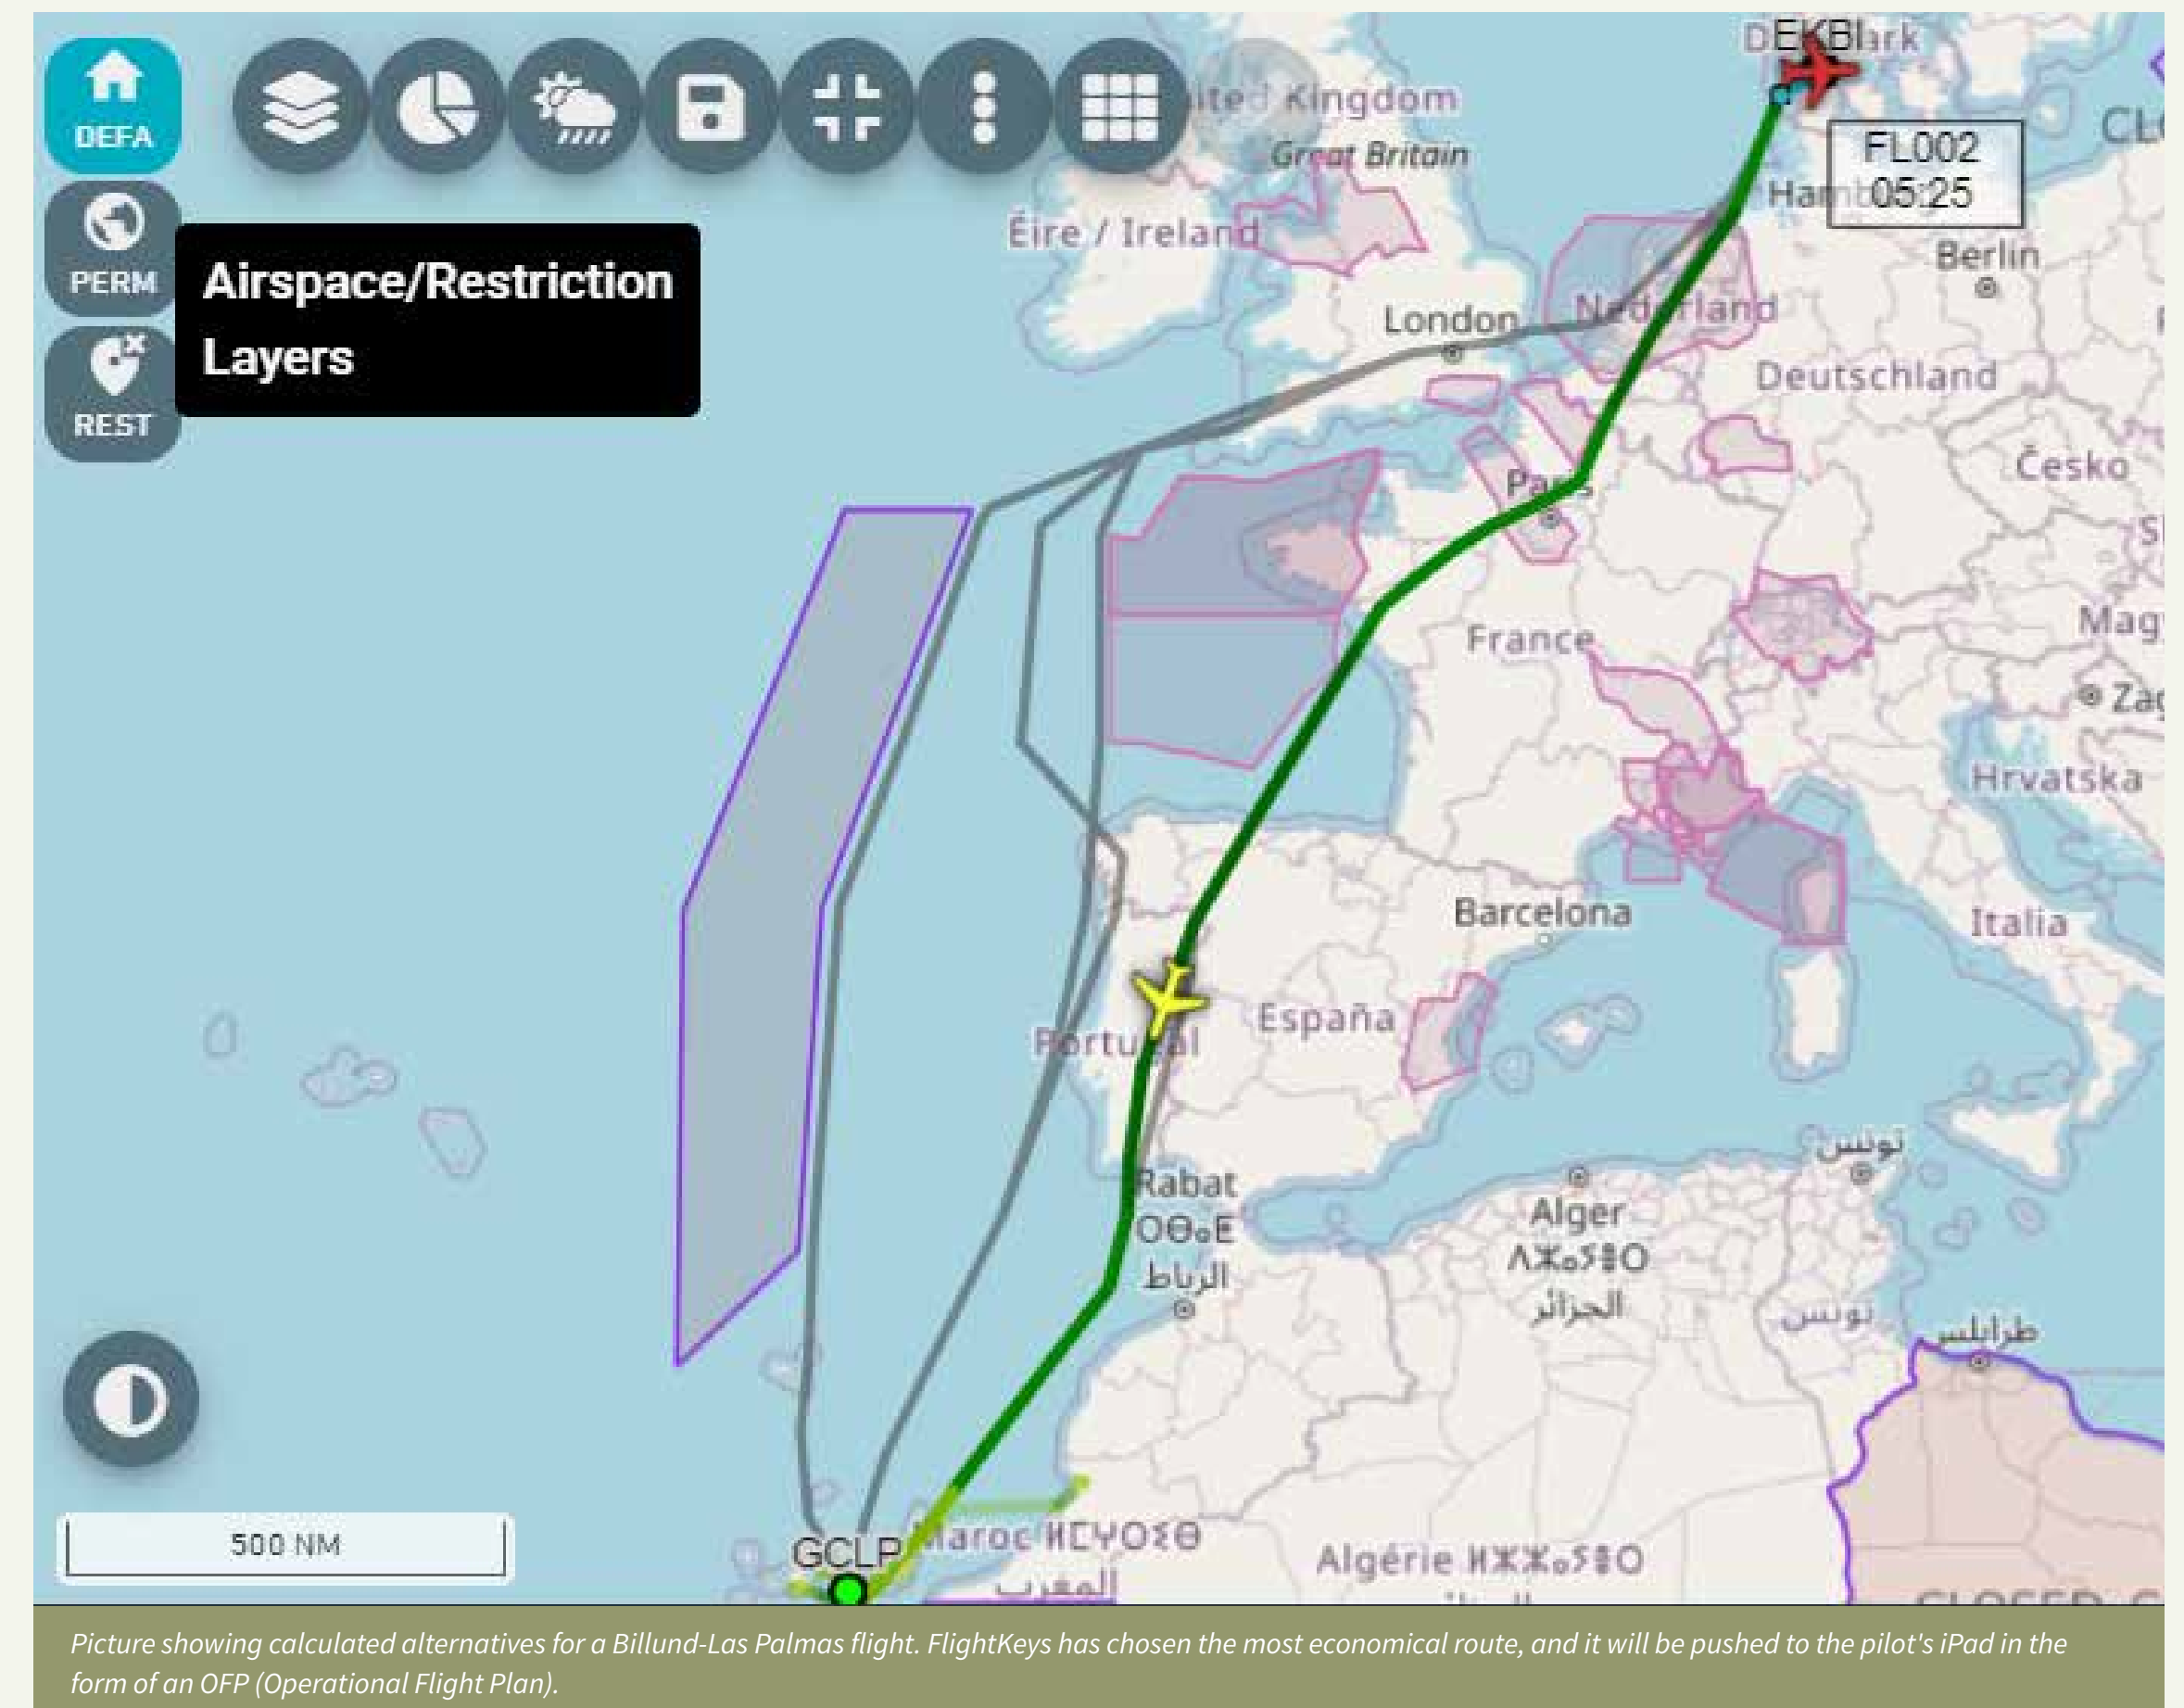 EKBI
DEFA
United Kingdom
Great Britain
FL002
05:25
PERM
Éire / Ireland
Airspace/Restriction
Layers
Berlin
London
Nederland
REST
Deutschland
Paris
Česko
France
Hrvatska
Barcelona
Italia
España
Portugal
تونس
Rabat
ⵔⴱⴰⵟ
الرباط
Alger
ⴷⵣⴰⵢⴻⵔ
الجزائر
تونس
طرابلس
500 NM
GCLP
Maroc ⵍⵎⵖⵔⵉⴱ
المغرب
Algérie ⵍⵣⵣⴰⵢⴻⵔ
Picture showing calculated alternatives for a Billund-Las Palmas flight. FlightKeys has chosen the most economical route, and it will be pushed to the pilot's iPad in the
form of an OFP (Operational Flight Plan).